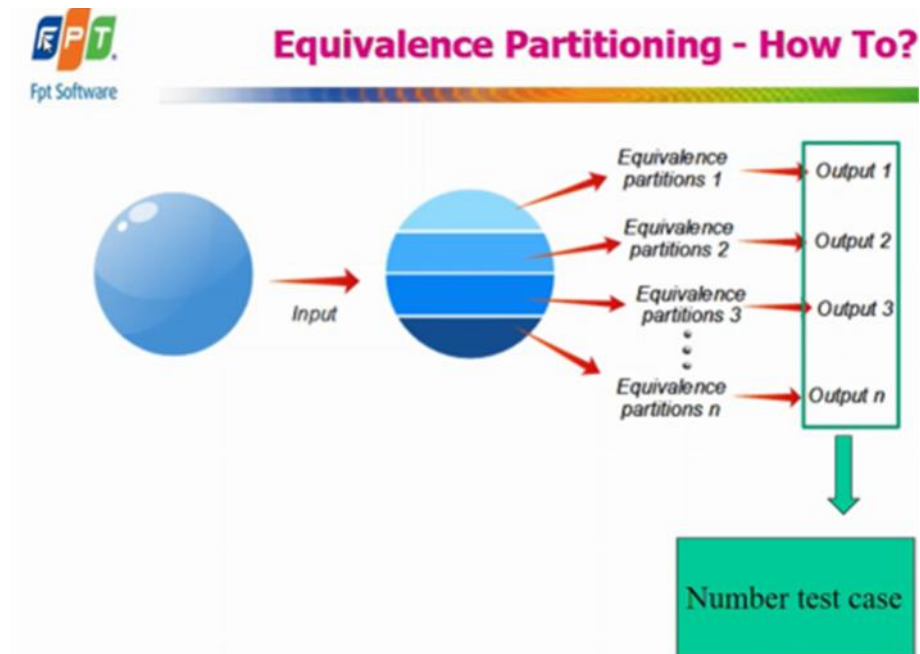 FPT.
Fpt Software
Equivalence Partitioning - How To?
Input
Equivalence
partitions 1
Output 1
Equivalence
partitions 2
Output 2
Equivalence
partitions 3
Output 3
Equivalence
partitions n
Output n
Number test case